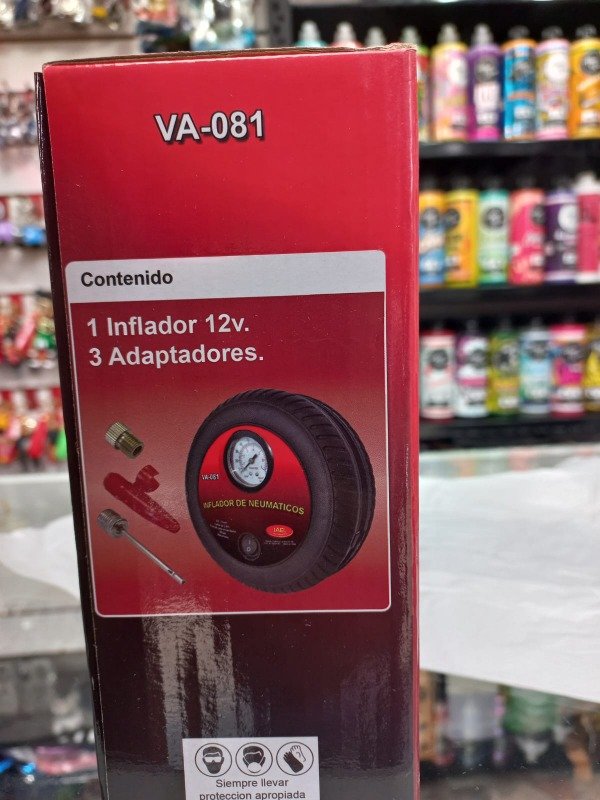 VA-081
Contenido
1 Inflador 12v.
3 Adaptadores.
VA-081
INFLADOR DE NEUMATICOS
Siempre llevar
proteccion apropiada